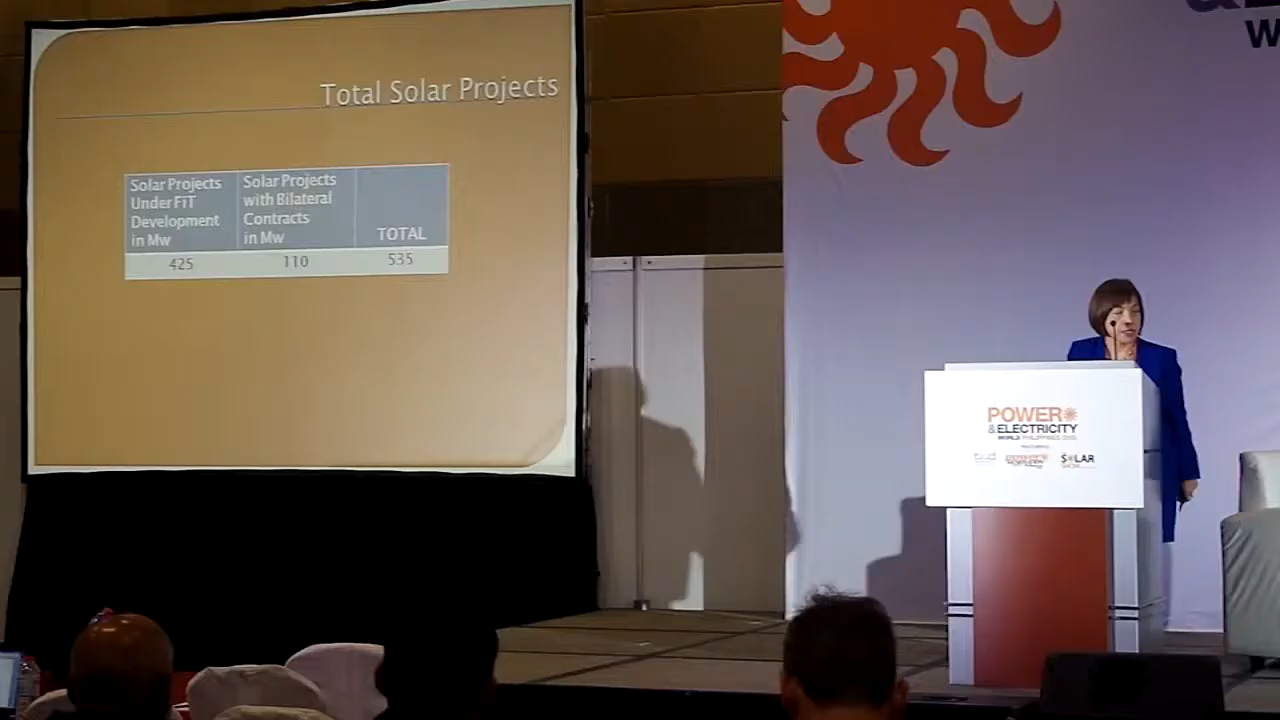 Total Solar Projects
Solar Projects
Under FiT
Development
in Mw
Solar Projects
with Bilateral
Contracts
in Mw
TOTAL
425
110
535
POWER
& ELECTRICITY
WORLD PHILIPPINES
SOLAR
&
W